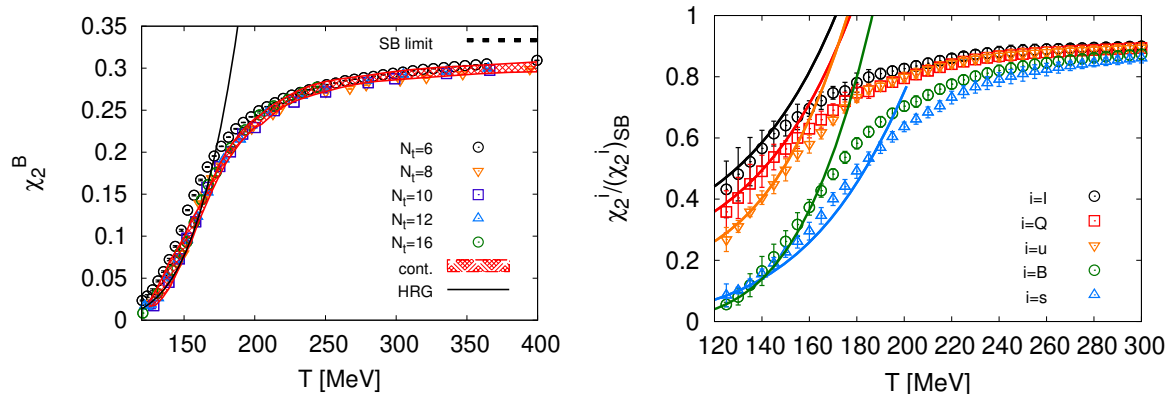 0.35
0.3
0.25
0.2
0.15
0.1
0.05
0
150 200 250 300 350 400
T [MeV]
χ₂ᴮ
SB limit
Nₜ=6
Nₜ=8
Nₜ=10
Nₜ=12
Nₜ=16
cont.
HRG
1
0.8
0.6
0.4
0.2
0
120 140 160 180 200 220 240 260 280 300
T [MeV]
χ₂ⁱ/(χ₂ⁱ)SB
i=I
i=Q
i=u
i=B
i=s